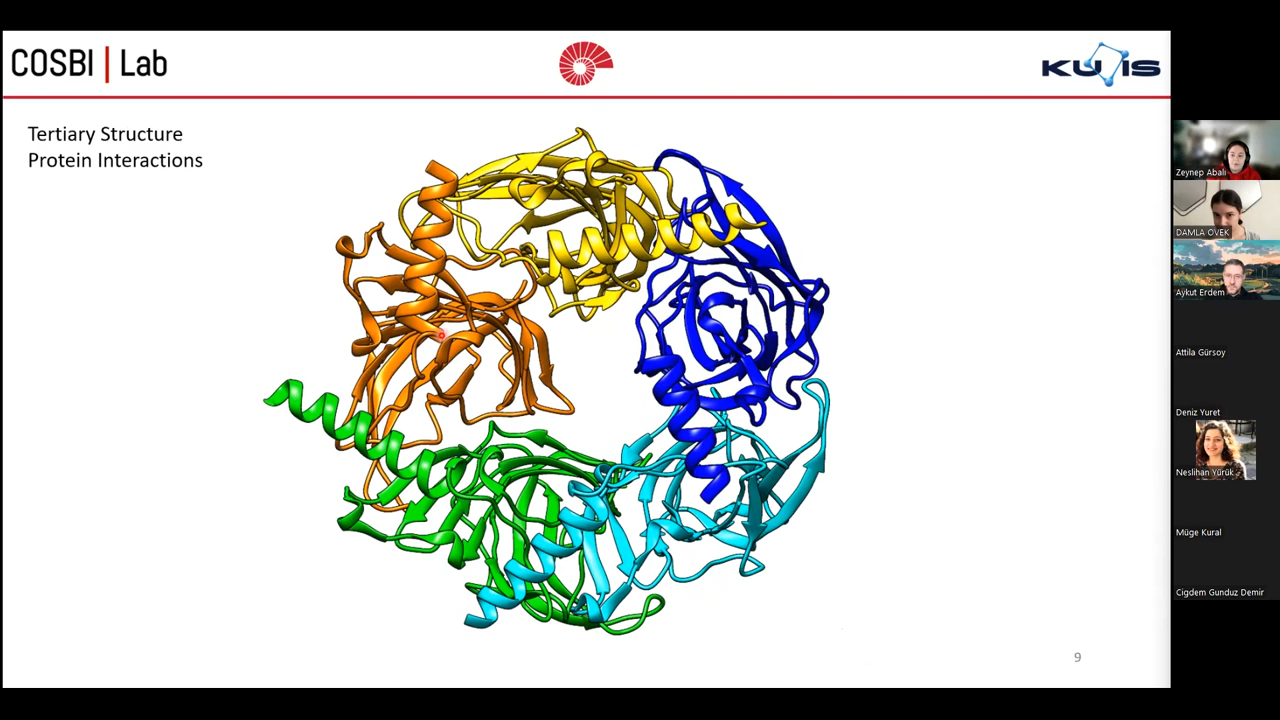 COSBI | Lab
KUIS
Tertiary Structure
Protein Interactions
9
Zeynep Abalı
DAMLA OVEK
Aykut Erdem
Attila Gürsoy
Deniz Yuret
Neslihan Yürük
Müge Kural
Cigdem Gunduz Demir